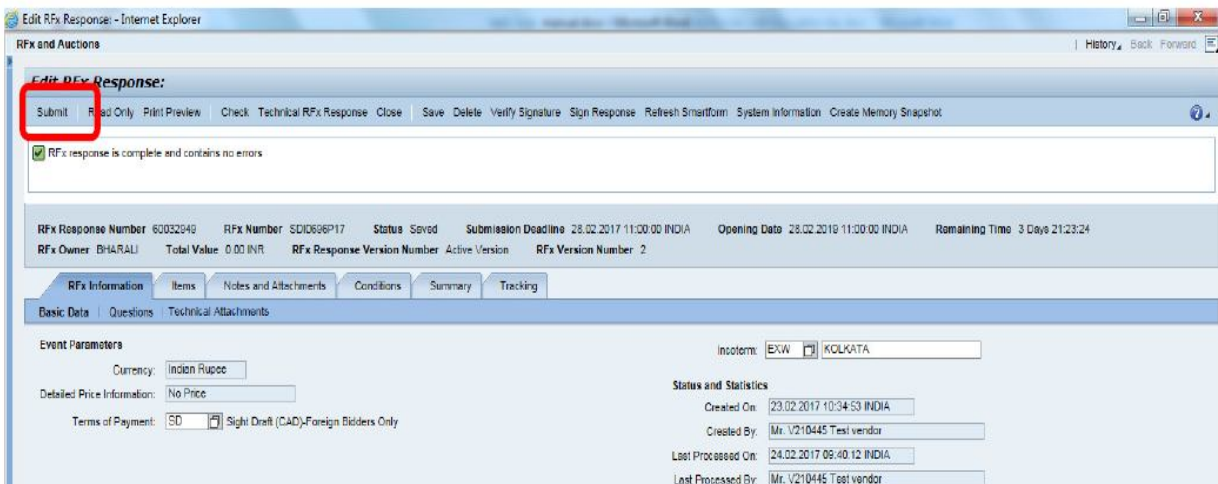 Edit RFx Response: - Internet Explorer
RFx and Auctions
History Back Forward
Edit RFx Response:
Submit Read Only Print Preview Check Technical RFx Response Close Save Delete Verify Signature Sign Response Refresh Smartform System Information Create Memory Snapshot
RFx response is complete and contains no errors
RFx Response Number 60032949 RFx Number SDID696P17 Status Saved Submission Deadline 28.02.2017 11:00:00 INDIA Opening Date 28.02.2019 11:00:00 INDIA Remaining Time 3 Days 21:23:24
RFx Owner BHARALI Total Value 0.00 INR RFx Response Version Number Active Version RFx Version Number 2
RFx Information Items Notes and Attachments Conditions Summary Tracking
Basic Data Questions Technical Attachments
Event Parameters
Currency: Indian Rupee
Detailed Price Information: No Price
Terms of Payment: SD Sight Draft (CAD)-Foreign Bidders Only
Incoterm: EXW KOLKATA
Status and Statistics
Created On: 23.02.2017 10:34:53 INDIA
Created By: Mr. V210445 Test vendor
Last Processed On: 24.02.2017 09:40:12 INDIA
Last Processed By: Mr. V210445 Test vendor